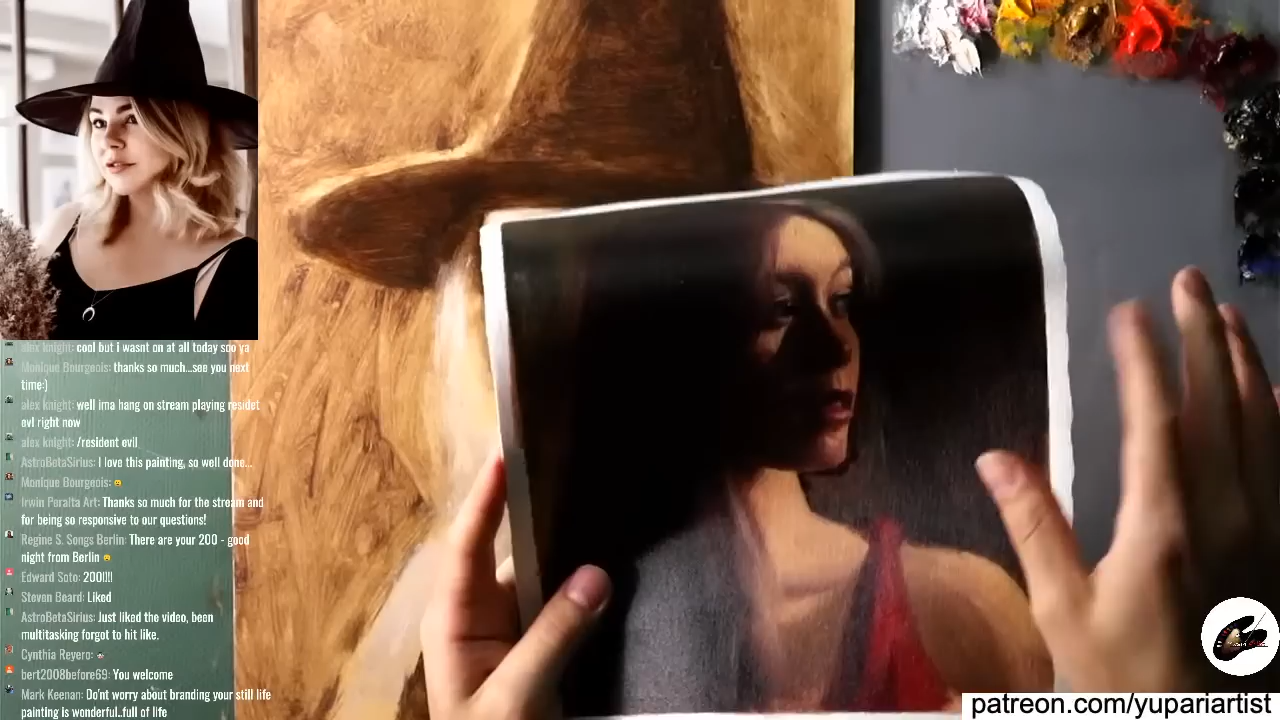 alex knight: cool but i wasnt on at all today soo ya
Monique Bourgeois: thanks so much...see you next
time:)
alex knight: well ima hang on stream playing residet
evl right now
alex knight: /resident evil
AstroBetaSirius: I love this painting, so well done...
Monique Bourgeois:
Irwin Peralta Art: Thanks so much for the stream and
for being so responsive to our questions!
Regine S. Songs Berlin: There are your 200 - good
night from Berlin
Edward Soto: 200!!!!
Steven Beard: Liked
AstroBetaSirius: Just liked the video, been
multitasking forgot to hit like.
Cynthia Reyero:
bert2008before69: You welcome
Mark Keenan: Do'nt worry about branding your still life
painting is wonderful..full of life
patreon.com/yupariartist